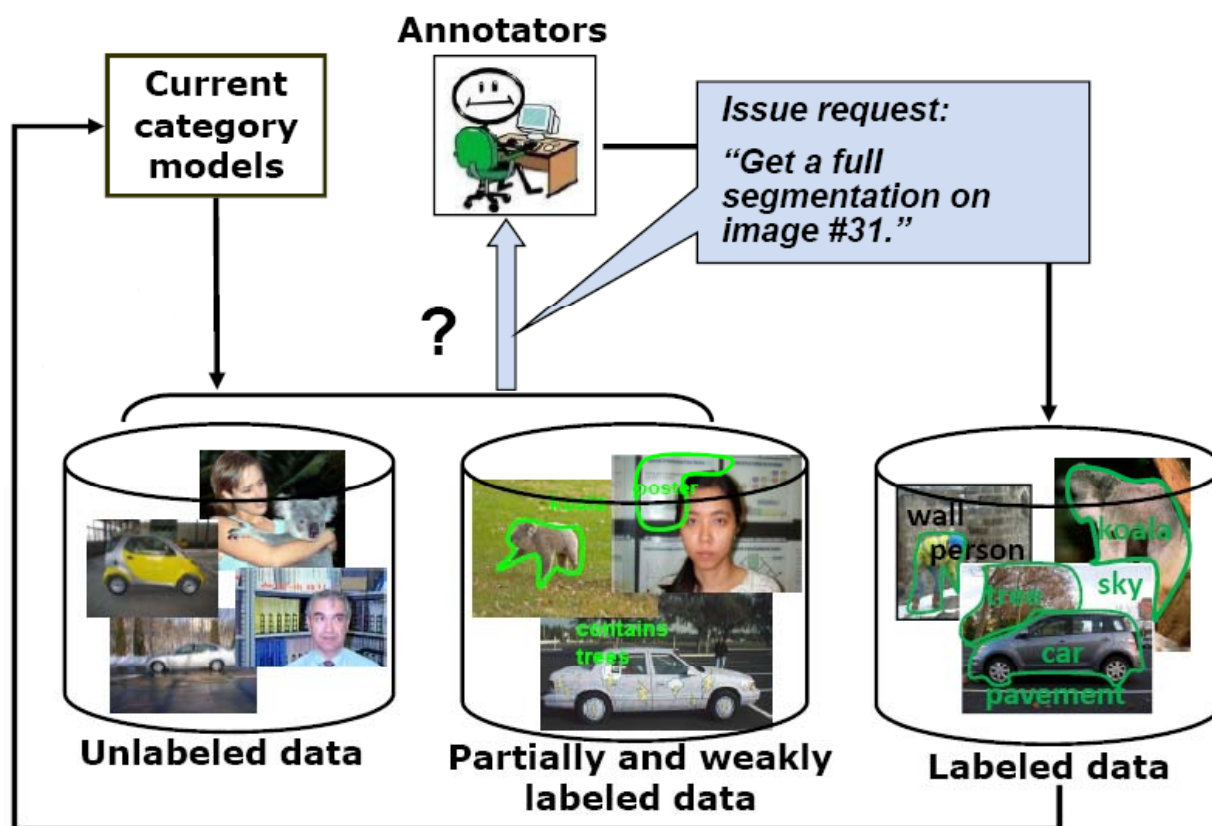 Annotators
Current
category
models
Issue request:
“Get a full
segmentation on
image #31.”
?
koala
poster
contains
trees
wall
person
koala
sky
tree
car
pavement
Unlabeled data
Partially and weakly
labeled data
Labeled data